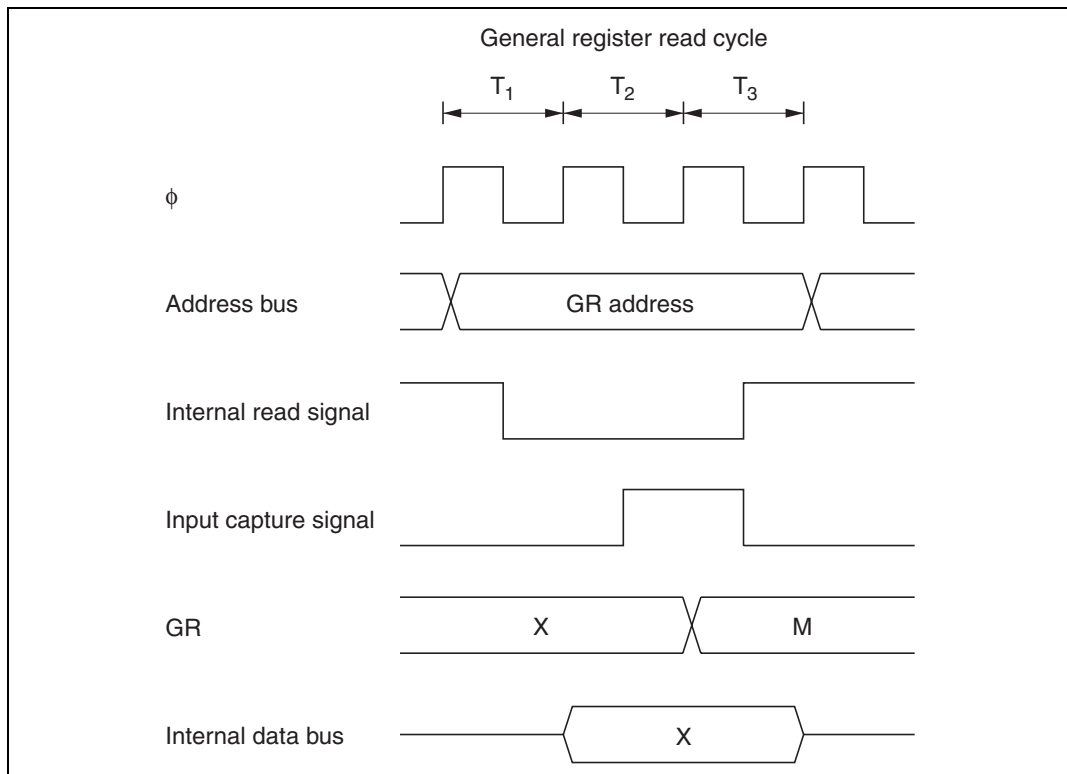 General register read cycle
T1 T2 T3
ϕ
Address bus GR address
Internal read signal
Input capture signal
GR X M
Internal data bus X